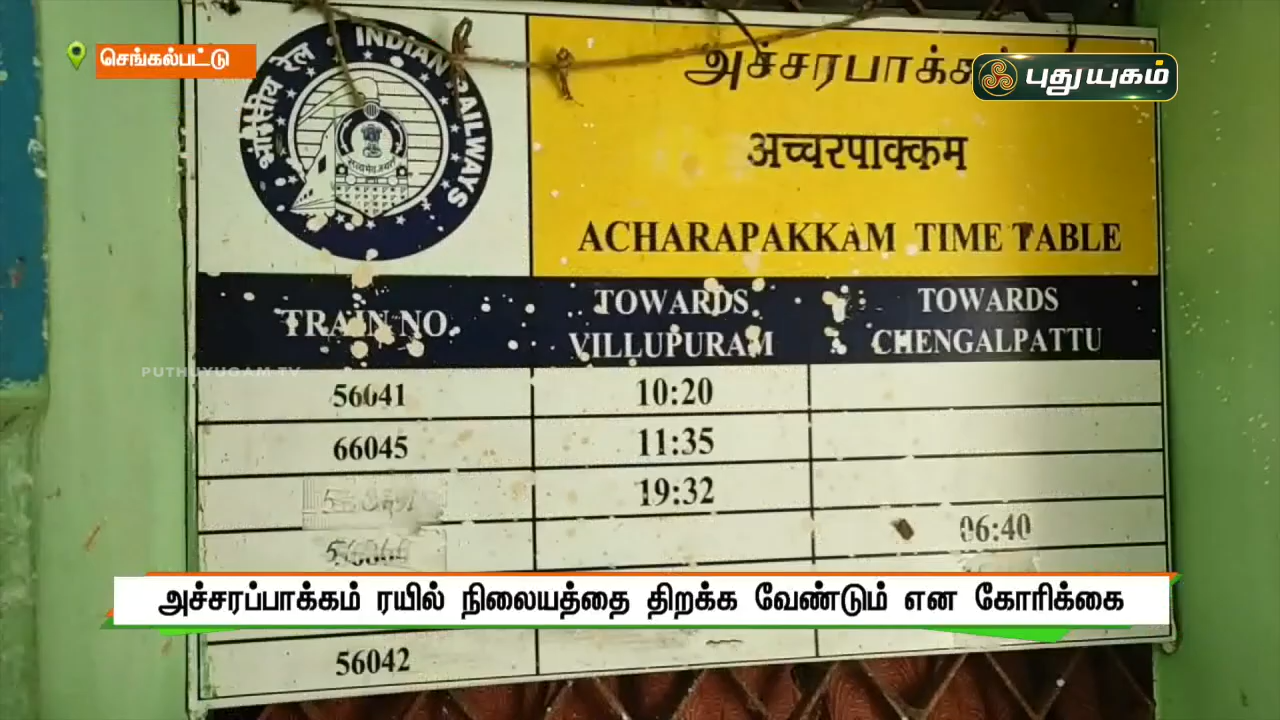 செங்கல்பட்டு
भारतीय रेल
INDIAN RAILWAYS
புதுயுகம்
अच्चरपाक्कम
ACHARAPAKKAM TIME TABLE
TRAIN NO. TOWARDS VILLUPURAM TOWARDS CHENGALPATTU
56041 10:20
66045 11:35
19:32
06:40
PUTHUYUGAM TV
அச்சரப்பாக்கம் ரயில் நிலையத்தை திறக்க வேண்டும் என கோரிக்கை
56042